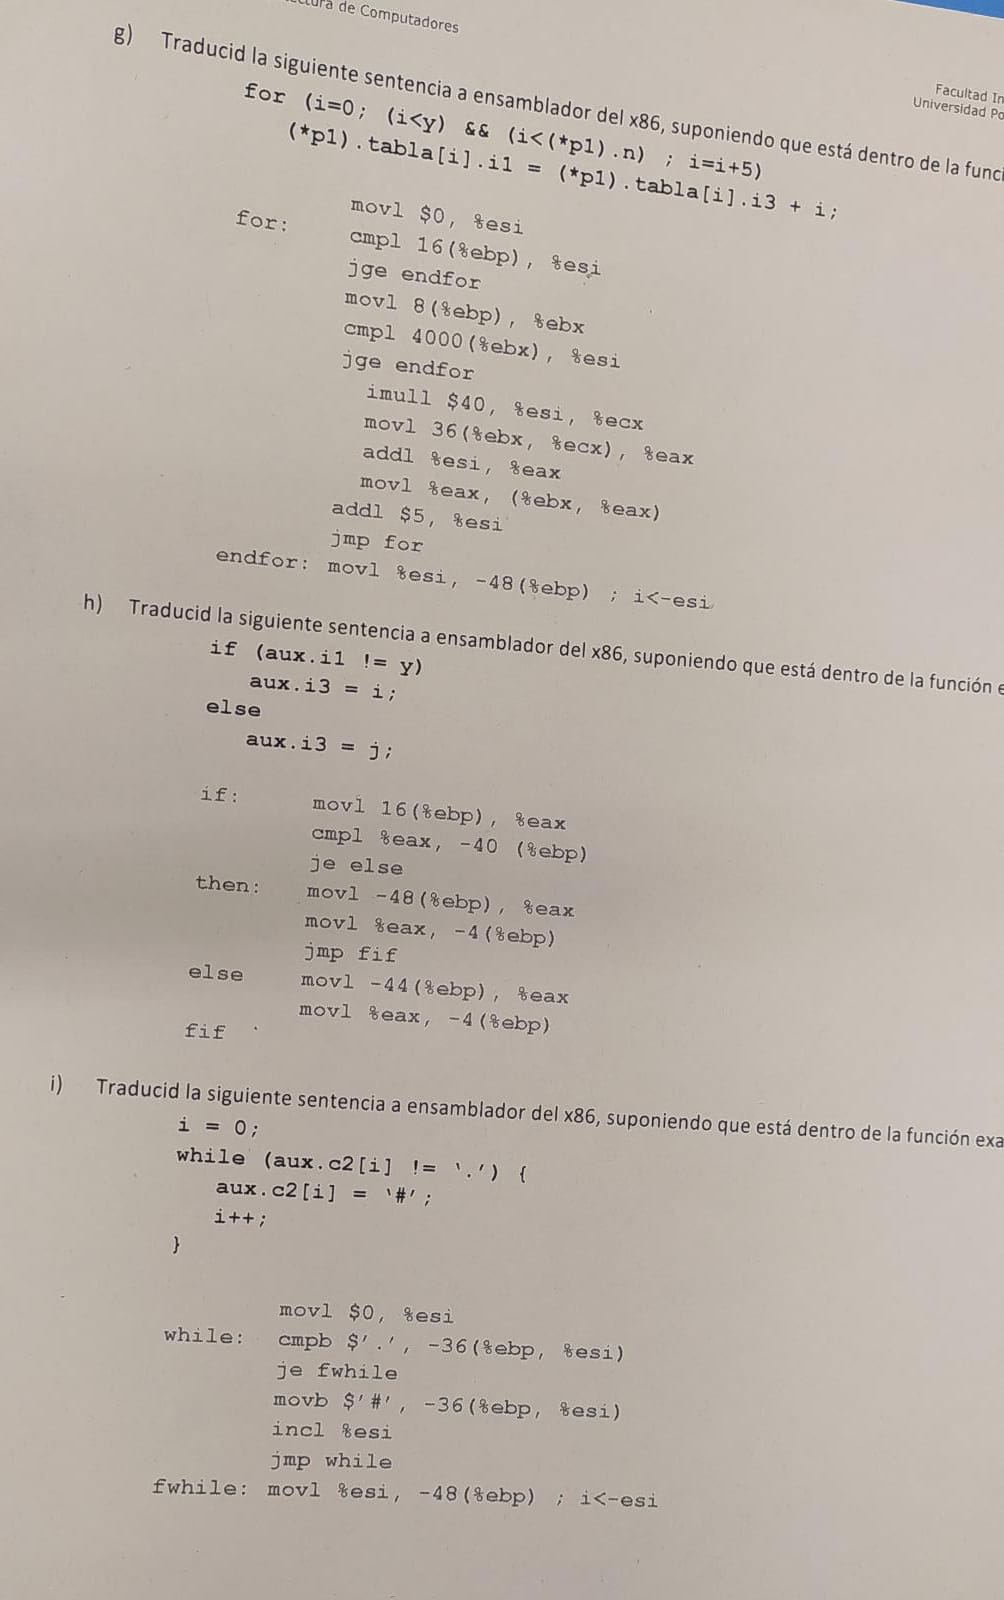 de Computadores
Facultad In
Universidad Po
g) Traducid la siguiente sentencia a ensamblador del x86, suponiendo que está dentro de la funci
for (i=0; (i<y) && (i<(*p1).n) ; i=i+5)
(*p1).tabla[i].i1 = (*p1).tabla[i].i3 + i;
movl $0, %esi
for: cmpl 16(%ebp), %esi
jge endfor
movl 8(%ebp), %ebx
cmpl 4000(%ebx), %esi
jge endfor
imull $40, %esi, %ecx
movl 36(%ebx, %ecx), %eax
addl %esi, %eax
movl %eax, (%ebx, %eax)
addl $5, %esi
jmp for
endfor: movl %esi, -48(%ebp) ; i<-esi
h) Traducid la siguiente sentencia a ensamblador del x86, suponiendo que está dentro de la función e
if (aux.i1 != y)
aux.i3 = i;
else
aux.i3 = j;
if: movl 16(%ebp), %eax
cmpl %eax, -40 (%ebp)
je else
then: movl -48(%ebp), %eax
movl %eax, -4(%ebp)
jmp fif
else movl -44(%ebp), %eax
movl %eax, -4(%ebp)
fif
i) Traducid la siguiente sentencia a ensamblador del x86, suponiendo que está dentro de la función exa
i = 0;
while (aux.c2[i] != ‘.’) {
aux.c2[i] = ‘#’;
i++;
}
movl $0, %esi
while: cmpb $’.’, -36(%ebp, %esi)
je fwhile
movb $’#’, -36(%ebp, %esi)
incl %esi
jmp while
fwhile: movl %esi, -48(%ebp) ; i<-esi